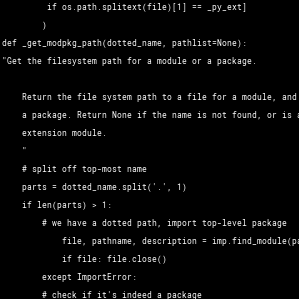 if os.path.splitext(file)[1] == _py_ext]
)
def _get_modpkg_path(dotted_name, pathlist=None):
"Get the filesystem path for a module or a package.
Return the file system path to a file for a module, and
a package. Return None if the name is not found, or is a
extension module.
"
# split off top-most name
parts = dotted_name.split('.', 1)
if len(parts) > 1:
# we have a dotted path, import top-level package
file, pathname, description = imp.find_module(pa
if file: file.close()
except ImportError:
# check if it's indeed a package